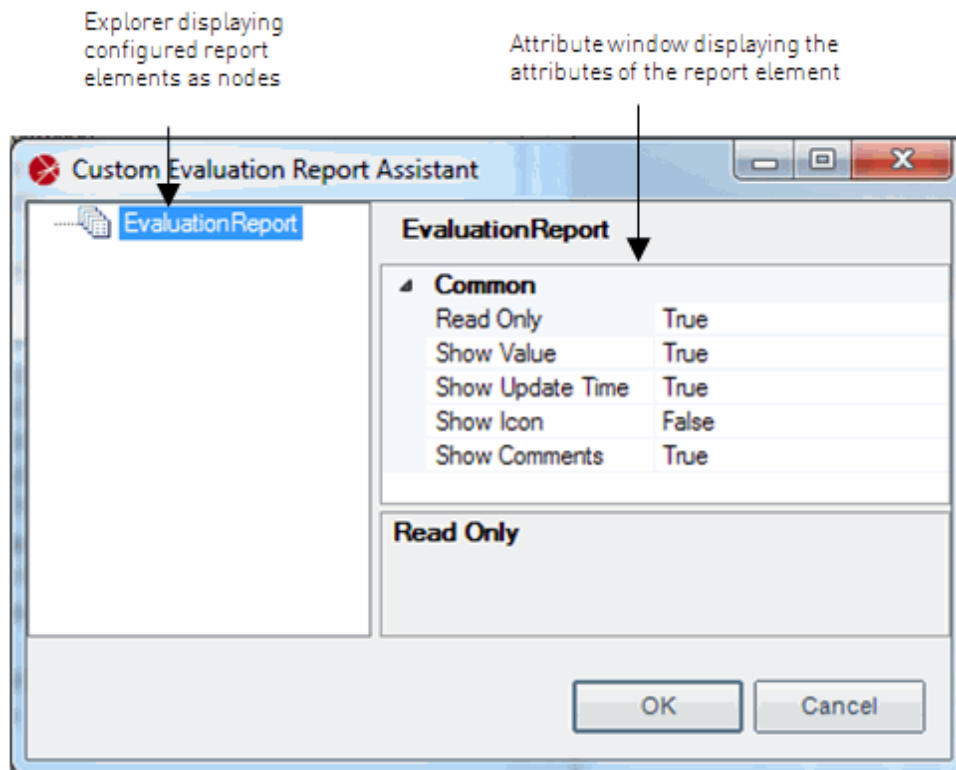 Explorer displaying
configured report
elements as nodes
Attribute window displaying the
attributes of the report element
Custom Evaluation Report Assistant
EvaluationReport
EvaluationReport
Common
Read Only True
Show Value True
Show Update Time True
Show Icon False
Show Comments True
Read Only
OK Cancel